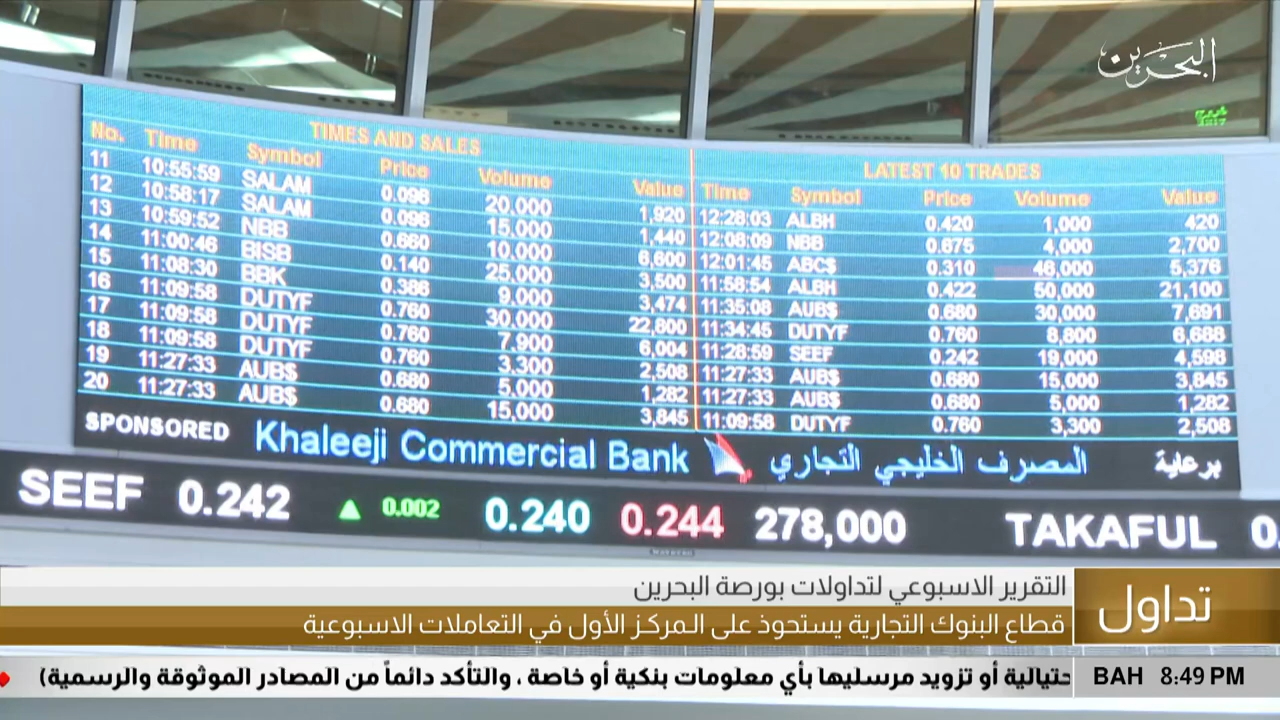 البحرين
TIMES AND SALES
No. Time Symbol Price Volume Value
11 10:55:59 SALAM 0.096 20,000 1,920
12 10:58:17 SALAM 0.096 15,000 1,440
13 10:59:52 NBB 0.660 10,000 6,600
14 11:00:46 BISB 0.140 25,000 3,500
15 11:08:30 BBK 0.386 9,000 3,474
16 11:09:58 DUTYF 0.760 30,000 22,800
17 11:09:58 DUTYF 0.760 7,900 6,004
18 11:09:58 DUTYF 0.760 3,300 2,508
19 11:27:33 AUB$ 0.680 5,000 1,282
20 11:27:33 AUB$ 0.680 15,000 3,845
LATEST 10 TRADES
Time Symbol Price Volume Value
12:28:03 ALBH 0.420 1,000 420
12:08:09 NBB 0.675 4,000 2,700
12:01:45 ABC$ 0.310 46,000 5,376
11:58:54 ALBH 0.422 50,000 21,100
11:35:08 AUB$ 0.680 30,000 7,691
11:34:45 DUTYF 0.760 8,800 6,688
11:28:59 SEEF 0.242 19,000 4,598
11:27:33 AUB$ 0.680 15,000 3,845
11:27:33 AUB$ 0.680 5,000 1,282
11:09:58 DUTYF 0.760 3,300 2,508
SPONSORED Khaleeji Commercial Bank
برعاية المصرف الخليجي التجاري
SEEF 0.242 ▲ 0.002 0.240 0.244 278,000 TAKAFUL 0.
تداول
التقرير الاسبوعي لتداولات بورصة البحرين
قطاع البنوك التجارية يستحوذ على المركز الأول في التعاملات الاسبوعية
حتيالية أو تزويد مرسليها بأي معلومات بنكية أو خاصة ، والتأكد دائماً من المصادر الموثوقة والرسمية)
BAH 8:49 PM